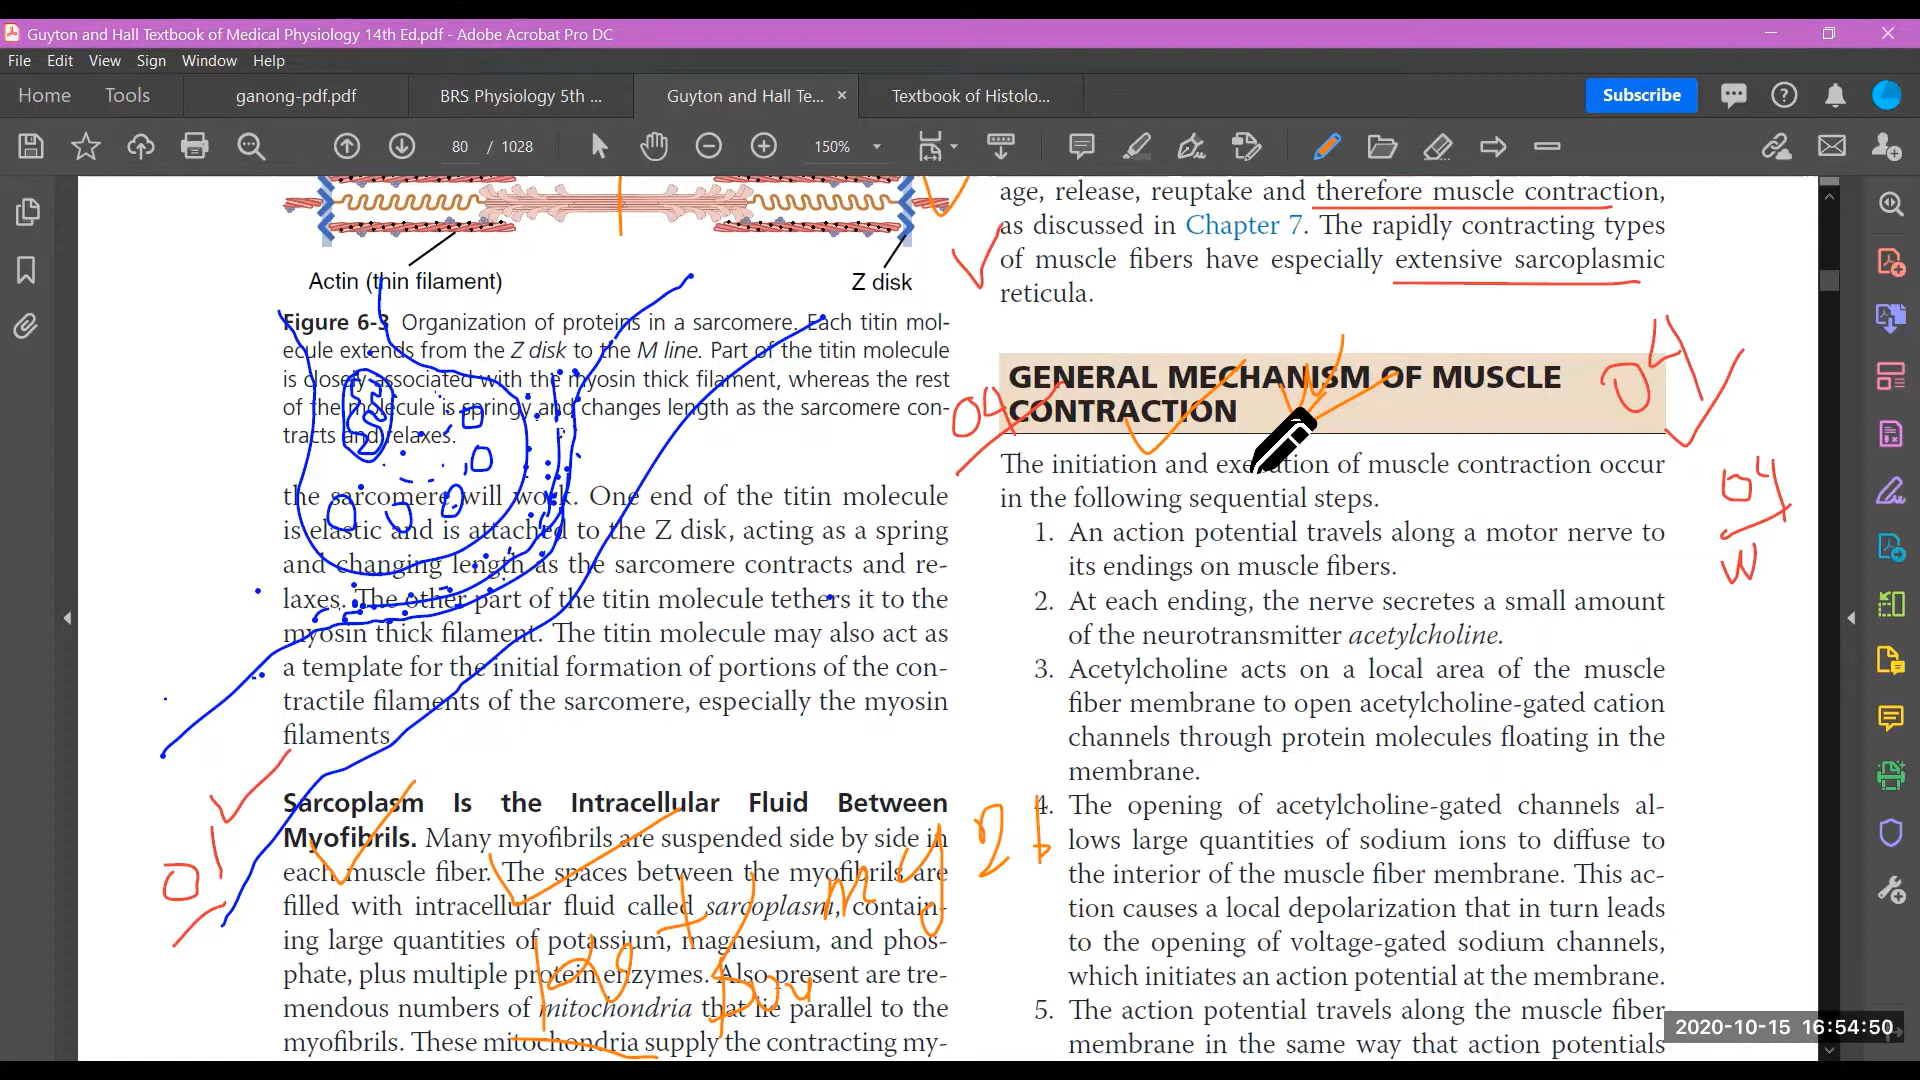 Guyton and Hall Textbook of Medical Physiology 14th Ed.pdf - Adobe Acrobat Pro DC
File Edit View Sign Window Help
Home Tools ganong-pdf.pdf BRS Physiology 5th ... Guyton and Hall Te... × Textbook of Histolo... Subscribe
80 / 1028 150%
Actin (thin filament)
Z disk
Figure 6-3 Organization of proteins in a sarcomere. Each titin mol-
ecule extends from the Z disk to the M line. Part of the titin molecule
is closely associated with the myosin thick filament, whereas the rest
of the molecule is springy and changes length as the sarcomere con-
tracts and relaxes.
the sarcomere will work. One end of the titin molecule
is elastic and is attached to the Z disk, acting as a spring
and changing length as the sarcomere contracts and re-
laxes. The other part of the titin molecule tethers it to the
myosin thick filament. The titin molecule may also act as
a template for the initial formation of portions of the con-
tractile filaments of the sarcomere, especially the myosin
filaments.
Sarcoplasm Is the Intracellular Fluid Between
Myofibrils. Many myofibrils are suspended side by side in
each muscle fiber. The spaces between the myofibrils are
filled with intracellular fluid called sarcoplasm, contain-
ing large quantities of potassium, magnesium, and phos-
phate, plus multiple protein enzymes. Also present are tre-
mendous numbers of mitochondria that lie parallel to the
myofibrils. These mitochondria supply the contracting my-
01
age, release, reuptake and therefore muscle contraction,
as discussed in Chapter 7. The rapidly contracting types
of muscle fibers have especially extensive sarcoplasmic
reticula.
GENERAL MECHANISM OF MUSCLE
CONTRACTION
04
04
04
The initiation and execution of muscle contraction occur
in the following sequential steps.
1. An action potential travels along a motor nerve to
its endings on muscle fibers.
2. At each ending, the nerve secretes a small amount
of the neurotransmitter acetylcholine.
3. Acetylcholine acts on a local area of the muscle
fiber membrane to open acetylcholine-gated cation
channels through protein molecules floating in the
membrane.
4. The opening of acetylcholine-gated channels al-
lows large quantities of sodium ions to diffuse to
the interior of the muscle fiber membrane. This ac-
tion causes a local depolarization that in turn leads
to the opening of voltage-gated sodium channels,
which initiates an action potential at the membrane.
5. The action potential travels along the muscle fiber
membrane in the same way that action potentials
2020-10-15 16:54:50